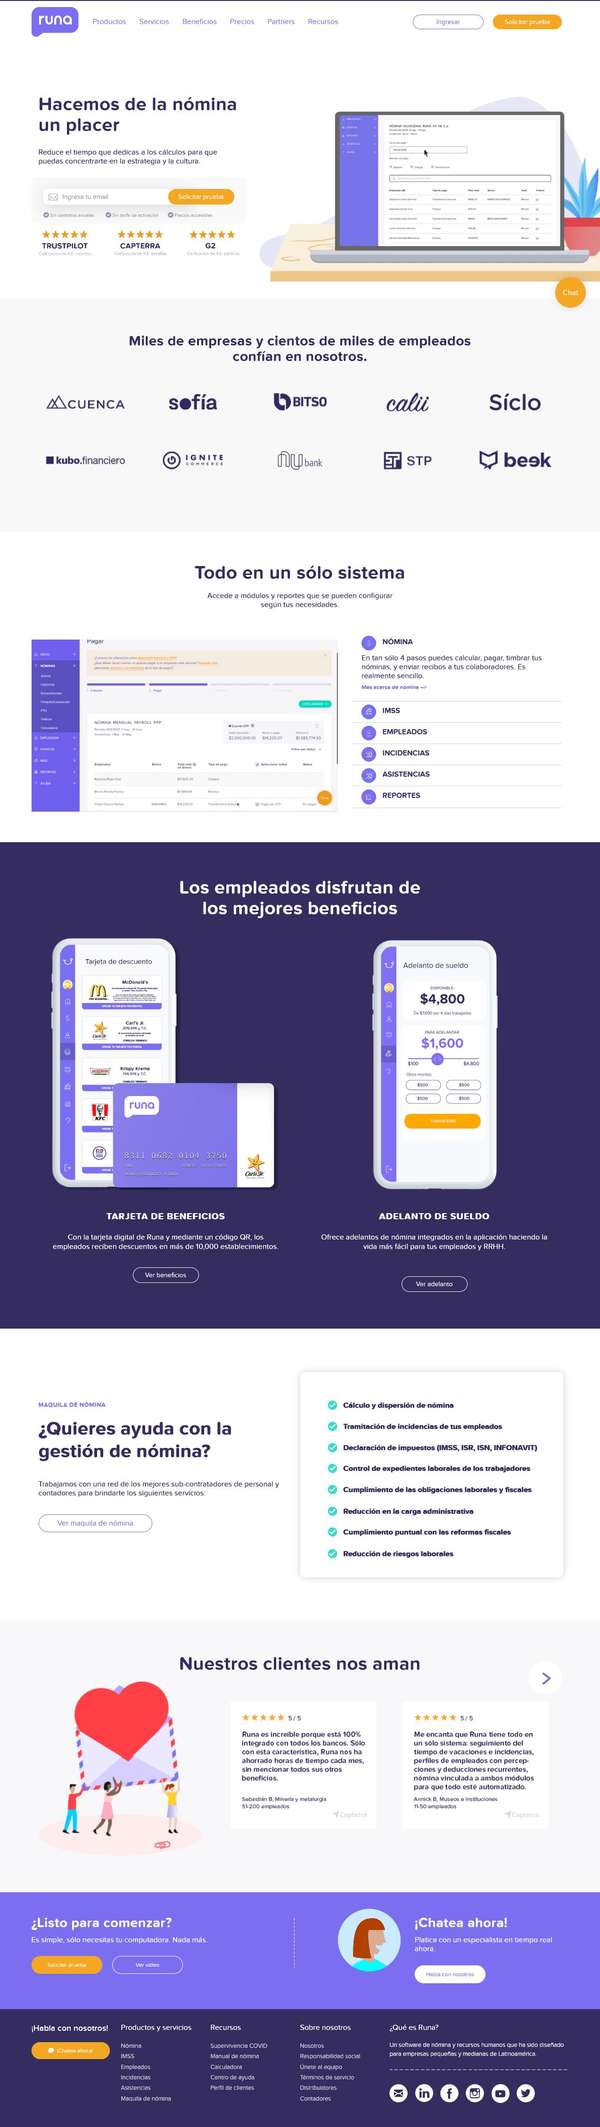 runa
Productos Servicios Beneficios Precios Partners Recursos
Ingresar
Solicitar prueba
Hacemos de la nómina
un placer
Reduce el tiempo que dedicas a los cálculos para que
puedas concentrarte en la estrategia y la cultura.
Ingresa tu email
Solicitar prueba
Sin contratos anuales
Sin tarifa de activación
Precios accesibles
TRUSTPILOT
CAPTERRA
G2
Chat
Miles de empresas y cientos de miles de empleados
confían en nosotros.
CUENCA
sofía
BITSO
calii
Síclo
kubo.financiero
IGNITE
COMMERCE
nu bank
STP
beek
Todo en un sólo sistema
Accede a módulos y reportes que se pueden configurar
según tus necesidades.
Pagar
NÓMINA MENSUAL PAYROLL PPP
NÓMINA
En tan sólo 4 pasos puedes calcular, pagar, timbrar tus
nóminas, y enviar recibos a tus colaboradores. Es
realmente sencillo.
Mas acerca de nomina
IMSS
EMPLEADOS
INCIDENCIAS
ASISTENCIAS
REPORTES
Los empleados disfrutan de
los mejores beneficios
Tarjeta de descuento
McDonald's
Carl's Jr.
Krispy Kreme
KFC
runa
8311 0682 0104 3750
Carl's Jr.
Adelanto de sueldo
DISPONIBLE
$4,800
PARA ADELANTAR
$1,600
$100
$4,800
Otros montos
$500
$500
$500
$500
TARJETA DE BENEFICIOS
Con la tarjeta digital de Runa y mediante un código QR, los
empleados reciben descuentos en más de 10,000 establecimientos.
Ver beneficios
ADELANTO DE SUELDO
Ofrece adelantos de nómina integrados en la aplicación haciendo la
vida más fácil para tus empleados y RRHH.
Ver adelanto
MAQUILA DE NÓMINA
¿Quieres ayuda con la
gestión de nómina?
Trabajamos con una red de los mejores sub-contratadores de personal y
contadores para brindarte los siguientes servicios:
Ver maquila de nómina
Cálculo y dispersión de nómina
Tramitación de incidencias de tus empleados
Declaración de impuestos (IMSS, ISR, ISN, INFONAVIT)
Control de expedientes laborales de los trabajadores
Cumplimiento de las obligaciones laborales y fiscales
Reducción en la carga administrativa
Cumplimiento puntual con las reformas fiscales
Reducción de riesgos laborales
Nuestros clientes nos aman
5 / 5
Runa es increíble porque está 100%
integrado con todos los bancos. Sólo
con esta característica, Runa nos ha
ahorrado horas de tiempo cada mes,
sin mencionar todos sus otros
beneficios.
Sebastián B, Minería y metalurgia
51-200 empleados
Capterra
5 / 5
Me encanta que Runa tiene todo en
un sólo sistema: seguimiento del
tiempo de vacaciones e incidencias,
perfiles de empleados con percep-
ciones y deducciones recurrentes,
nómina vinculada a ambos módulos
para que todo esté automatizado.
Annick B, Museos e instituciones
11-50 empleados
Capterra
¿Listo para comenzar?
Es simple, sólo necesitas tu computadora. Nada más.
Solicitar prueba
Ver video
¡Chatea ahora!
Platica con un especialista en tiempo real
ahora.
Habla con nosotros
¡Habla con nosotros!
¡Chatea ahora!
Productos y servicios
Nómina
IMSS
Empleados
Incidencias
Asistencias
Maquila de nómina
Recursos
Supervivencia COVID
Manual de nómina
Calculadora
Centro de ayuda
Perfil de clientes
Sobre nosotros
Nosotros
Responsabilidad social
Únete al equipo
Términos de servicio
Distribuidores
Contadores
¿Qué es Runa?
Un software de nómina y recursos humanos que ha sido diseñado
para empresas pequeñas y medianas de Latinoamérica.